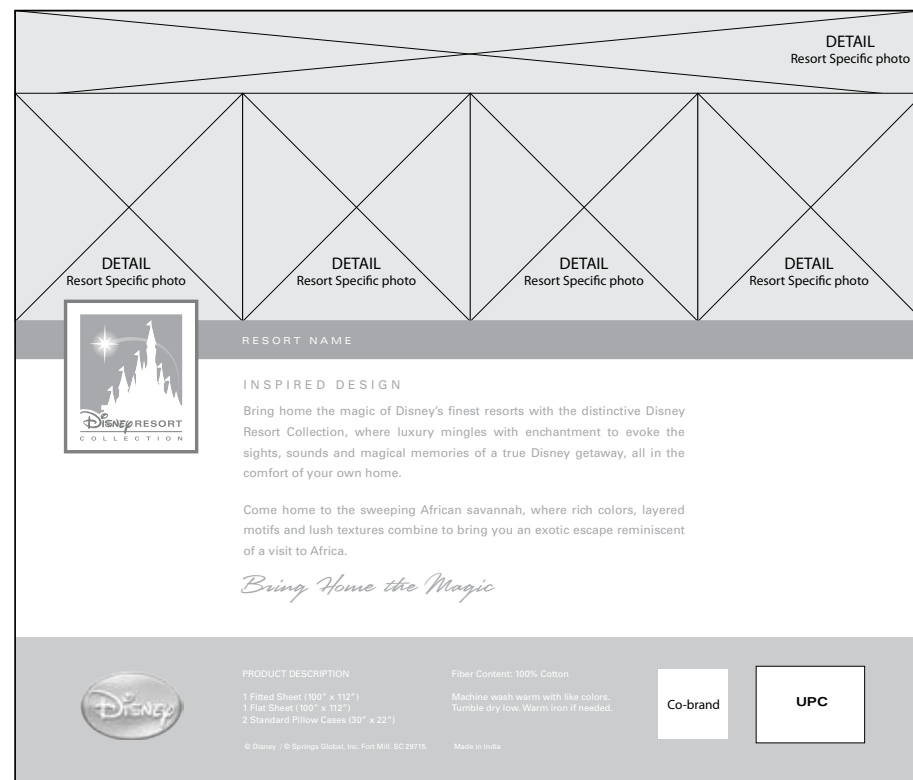 DETAIL
Resort Specific photo
DETAIL
Resort Specific photo
DETAIL
Resort Specific photo
DETAIL
Resort Specific photo
DETAIL
Resort Specific photo
RESORT NAME
Disney RESORT
COLLECTION
INSPIRED DESIGN
Bring home the magic of Disney’s finest resorts with the distinctive Disney
Resort Collection, where luxury mingles with enchantment to evoke the
sights, sounds and magical memories of a true Disney getaway, all in the
comfort of your own home.
Come home to the sweeping African savannah, where rich colors, layered
motifs and lush textures combine to bring you an exotic escape reminiscent
of a visit to Africa.
Bring Home the Magic
Disney
PRODUCT DESCRIPTION
1 Fitted Sheet (100” x 112”)
1 Flat Sheet (100” x 112”)
2 Standard Pillow Cases (30” x 22”)
© Disney / © Springs Global, Inc. Fort Mill. SC 29715.
Fiber Content: 100% Cotton
Machine wash warm with like colors.
Tumble dry low. Warm iron if needed.
Made in India
Co-brand
UPC